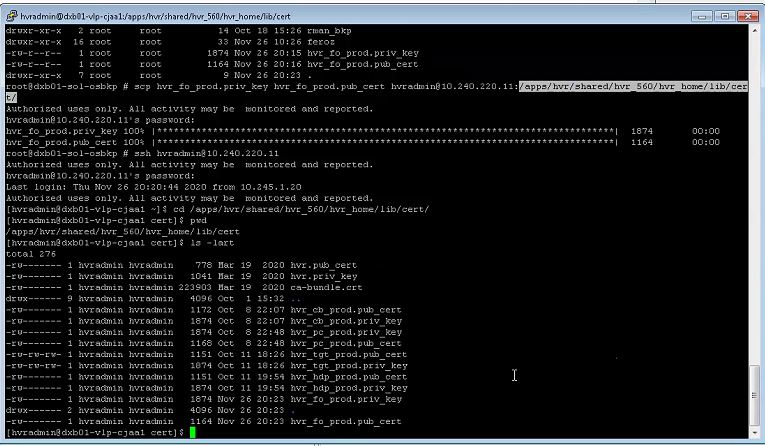 hvradmin@dxb01-vlp-cjaa1:/apps/hvr/shared/hvr_560/hvr_home/lib/cert
drwxr-xr-x 2 root root 14 Oct 18 15:26 rman_bkp
drwxr-xr-x 16 root root 33 Nov 26 10:26 feroz
-rw-r--r-- 1 root root 1874 Nov 26 20:15 hvr_fo_prod.priv_key
-rw-r--r-- 1 root root 1164 Nov 26 20:16 hvr_fo_prod.pub_cert
drwxr-xr-x 7 root root 9 Nov 26 20:23 .
root@dxb01-sol-osbkp # scp hvr_fo_prod.priv_key hvr_fo_prod.pub_cert hvradmin@10.240.220.11:/apps/hvr/shared/hvr_560/hvr_home/lib/cer
t/
Authorized uses only. All activity may be monitored and reported.
hvradmin@10.240.220.11's password:
hvr_fo_prod.priv_key 100% |*****************************************************************************| 1874 00:00
hvr_fo_prod.pub_cert 100% |*****************************************************************************| 1164 00:00
root@dxb01-sol-osbkp # ssh hvradmin@10.240.220.11
Authorized uses only. All activity may be monitored and reported.
hvradmin@10.240.220.11's password:
Last login: Thu Nov 26 20:20:44 2020 from 10.245.1.20
Authorized uses only. All activity may be monitored and reported.
[hvradmin@dxb01-vlp-cjaa1 ~]$ cd /apps/hvr/shared/hvr_560/hvr_home/lib/cert/
[hvradmin@dxb01-vlp-cjaa1 cert]$ pwd
/apps/hvr/shared/hvr_560/hvr_home/lib/cert
[hvradmin@dxb01-vlp-cjaa1 cert]$ ls -lart
total 276
-rw------- 1 hvradmin hvradmin 778 Mar 19 2020 hvr.pub_cert
-rw------- 1 hvradmin hvradmin 1041 Mar 19 2020 hvr.priv_key
-rw------- 1 hvradmin hvradmin 223903 Mar 19 2020 ca-bundle.crt
drwx------ 9 hvradmin hvradmin 4096 Oct 1 15:32 ..
-rw------- 1 hvradmin hvradmin 1172 Oct 8 22:07 hvr_cb_prod.pub_cert
-rw------- 1 hvradmin hvradmin 1874 Oct 8 22:07 hvr_cb_prod.priv_key
-rw------- 1 hvradmin hvradmin 1874 Oct 8 22:48 hvr_pc_prod.priv_key
-rw------- 1 hvradmin hvradmin 1168 Oct 8 22:48 hvr_pc_prod.pub_cert
-rw-rw-rw- 1 hvradmin hvradmin 1151 Oct 11 18:26 hvr_tgt_prod.pub_cert
-rw-rw-rw- 1 hvradmin hvradmin 1874 Oct 11 18:26 hvr_tgt_prod.priv_key
-rw------- 1 hvradmin hvradmin 1151 Oct 11 19:54 hvr_hdp_prod.pub_cert
-rw------- 1 hvradmin hvradmin 1874 Oct 11 19:54 hvr_hdp_prod.priv_key
-rw------- 1 hvradmin hvradmin 1874 Nov 26 20:23 hvr_fo_prod.priv_key
drwx------ 2 hvradmin hvradmin 4096 Nov 26 20:23 .
-rw------- 1 hvradmin hvradmin 1164 Nov 26 20:23 hvr_fo_prod.pub_cert
[hvradmin@dxb01-vlp-cjaa1 cert]$